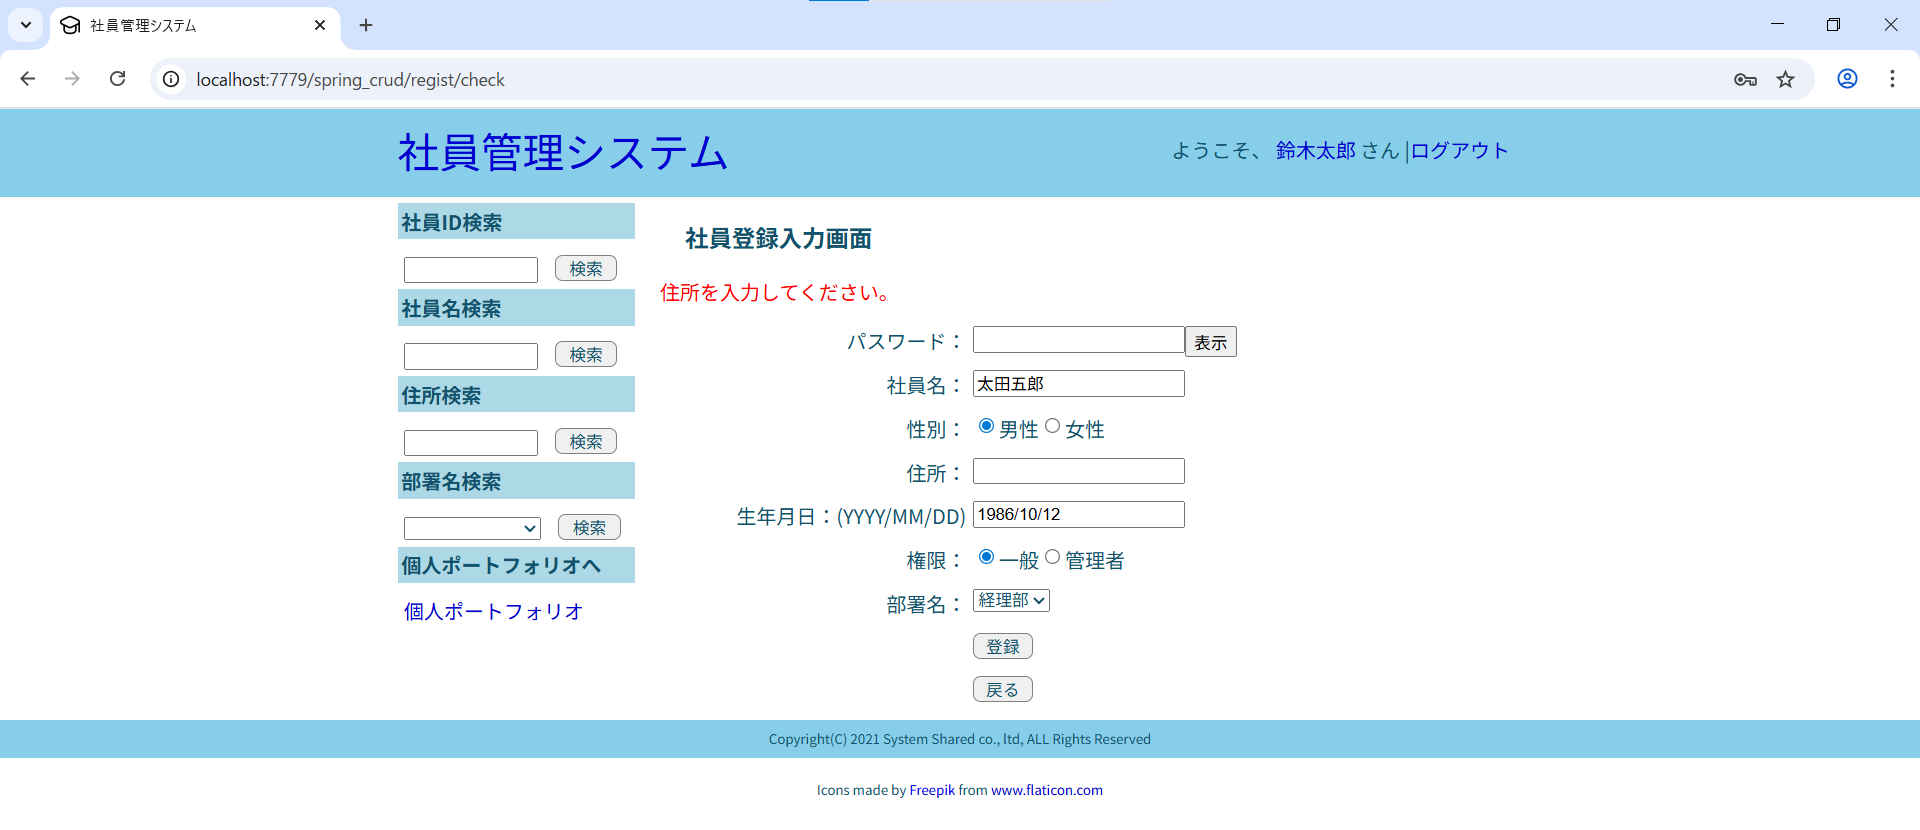 社員管理システム
localhost:7779/spring_crud/regist/check
社員管理システム
ようこそ、 鈴木太郎 さん |ログアウト
社員ID検索
検索
社員名検索
検索
住所検索
検索
部署名検索
検索
個人ポートフォリオへ
個人ポートフォリオ
社員登録入力画面
住所を入力してください。
パスワード： 表示
社員名： 太田五郎
性別： 男性 女性
住所：
生年月日：(YYYY/MM/DD) 1986/10/12
権限： 一般 管理者
部署名： 経理部
登録
戻る
Copyright(C) 2021 System Shared co., ltd, ALL Rights Reserved
Icons made by Freepik from www.flaticon.com